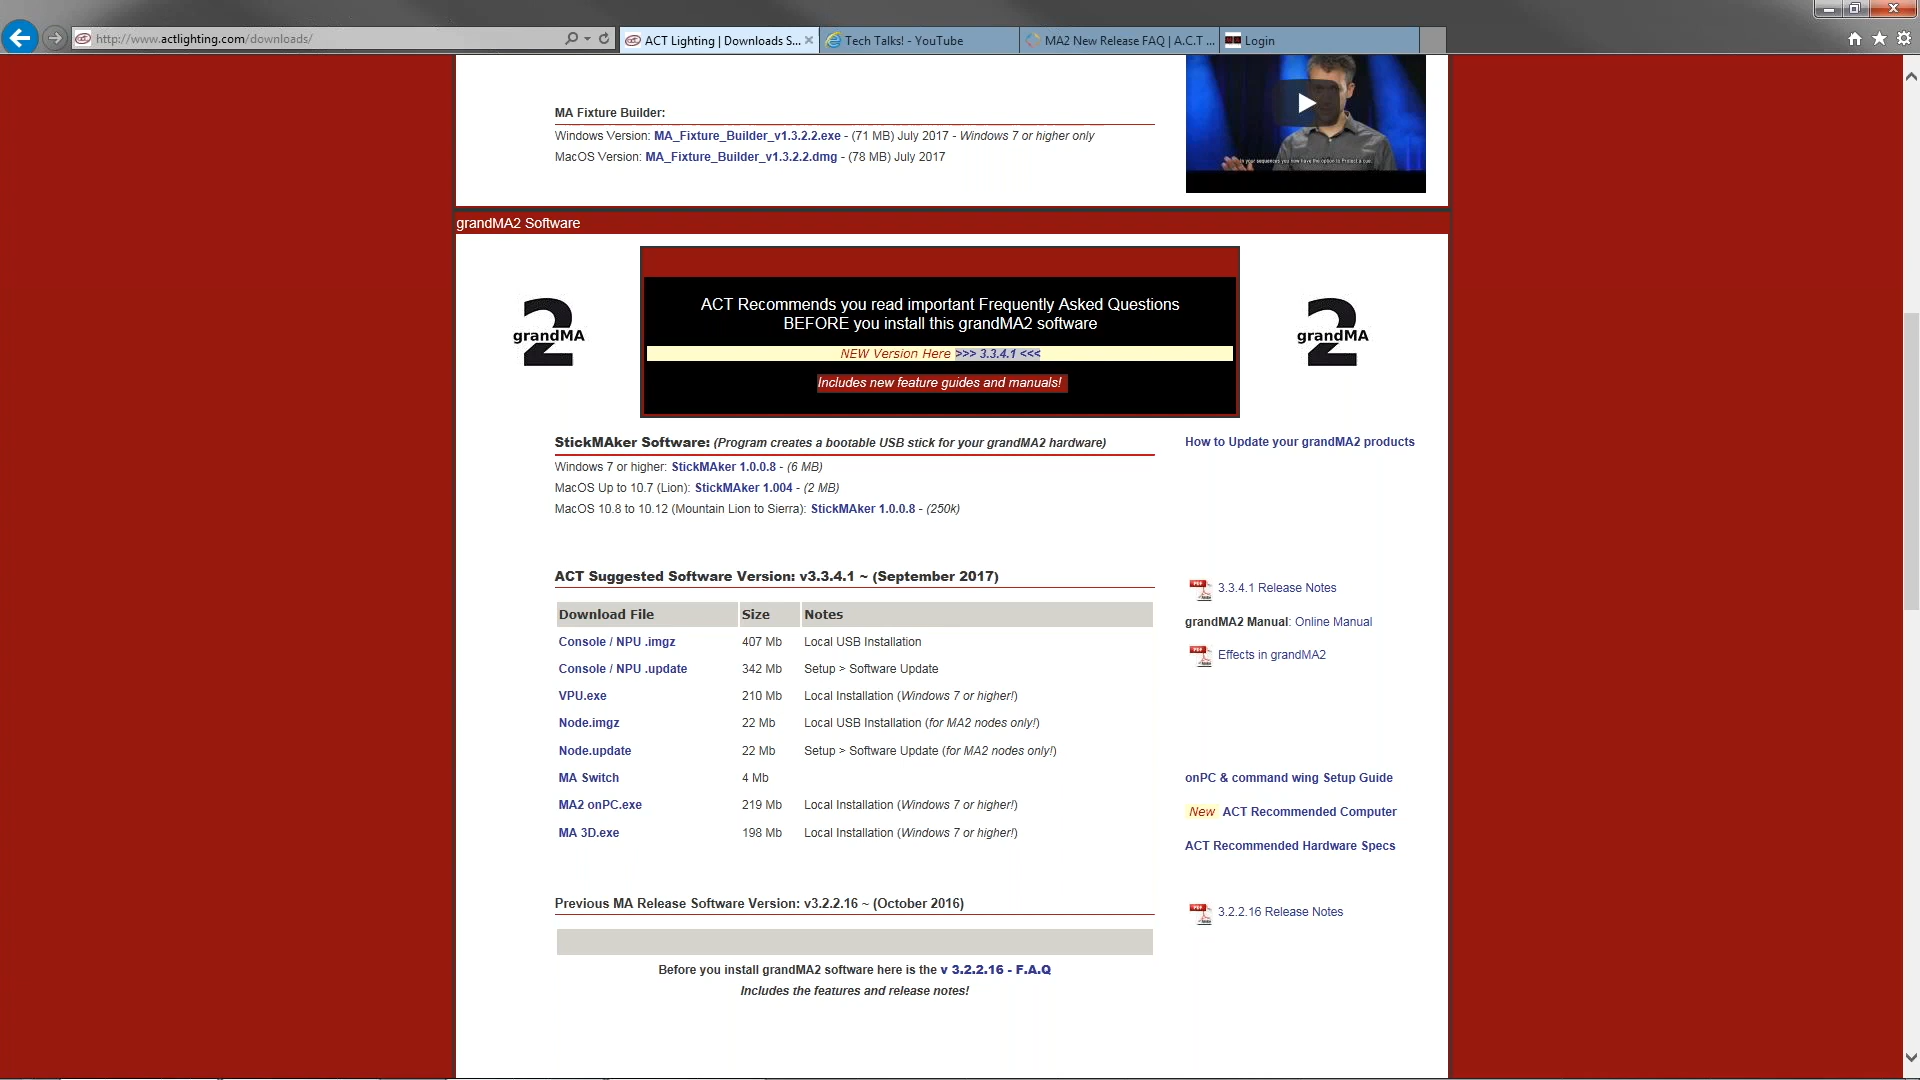 http://www.actlighting.com/downloads/
ACT Lighting | Downloads S...
Tech Talks! - YouTube
MA2 New Release FAQ | A.C.T ...
Login
MA Fixture Builder:
Windows Version: MA_Fixture_Builder_v1.3.2.2.exe - (71 MB) July 2017 - Windows 7 or higher only
MacOS Version: MA_Fixture_Builder_v1.3.2.2.dmg - (78 MB) July 2017
In your sequences you now have the option to Protect a cue.
grandMA2 Software
2
grandMA
ACT Recommends you read important Frequently Asked Questions
BEFORE you install this grandMA2 software
NEW Version Here >>> 3.3.4.1 <<<
Includes new feature guides and manuals!
2
grandMA
StickMAker Software: (Program creates a bootable USB stick for your grandMA2 hardware)
How to Update your grandMA2 products
Windows 7 or higher: StickMAker 1.0.0.8 - (6 MB)
MacOS Up to 10.7 (Lion): StickMAker 1.004 - (2 MB)
MacOS 10.8 to 10.12 (Mountain Lion to Sierra): StickMAker 1.0.0.8 - (250k)
ACT Suggested Software Version: v3.3.4.1 ~ (September 2017)
3.3.4.1 Release Notes
Download File Size Notes
grandMA2 Manual: Online Manual
Console / NPU .imgz 407 Mb Local USB Installation
Effects in grandMA2
Console / NPU .update 342 Mb Setup > Software Update
VPU.exe 210 Mb Local Installation (Windows 7 or higher!)
Node.imgz 22 Mb Local USB Installation (for MA2 nodes only!)
Node.update 22 Mb Setup > Software Update (for MA2 nodes only!)
MA Switch 4 Mb
onPC & command wing Setup Guide
MA2 onPC.exe 219 Mb Local Installation (Windows 7 or higher!)
New ACT Recommended Computer
MA 3D.exe 198 Mb Local Installation (Windows 7 or higher!)
ACT Recommended Hardware Specs
Previous MA Release Software Version: v3.2.2.16 ~ (October 2016)
3.2.2.16 Release Notes
Before you install grandMA2 software here is the v 3.2.2.16 - F.A.Q
Includes the features and release notes!